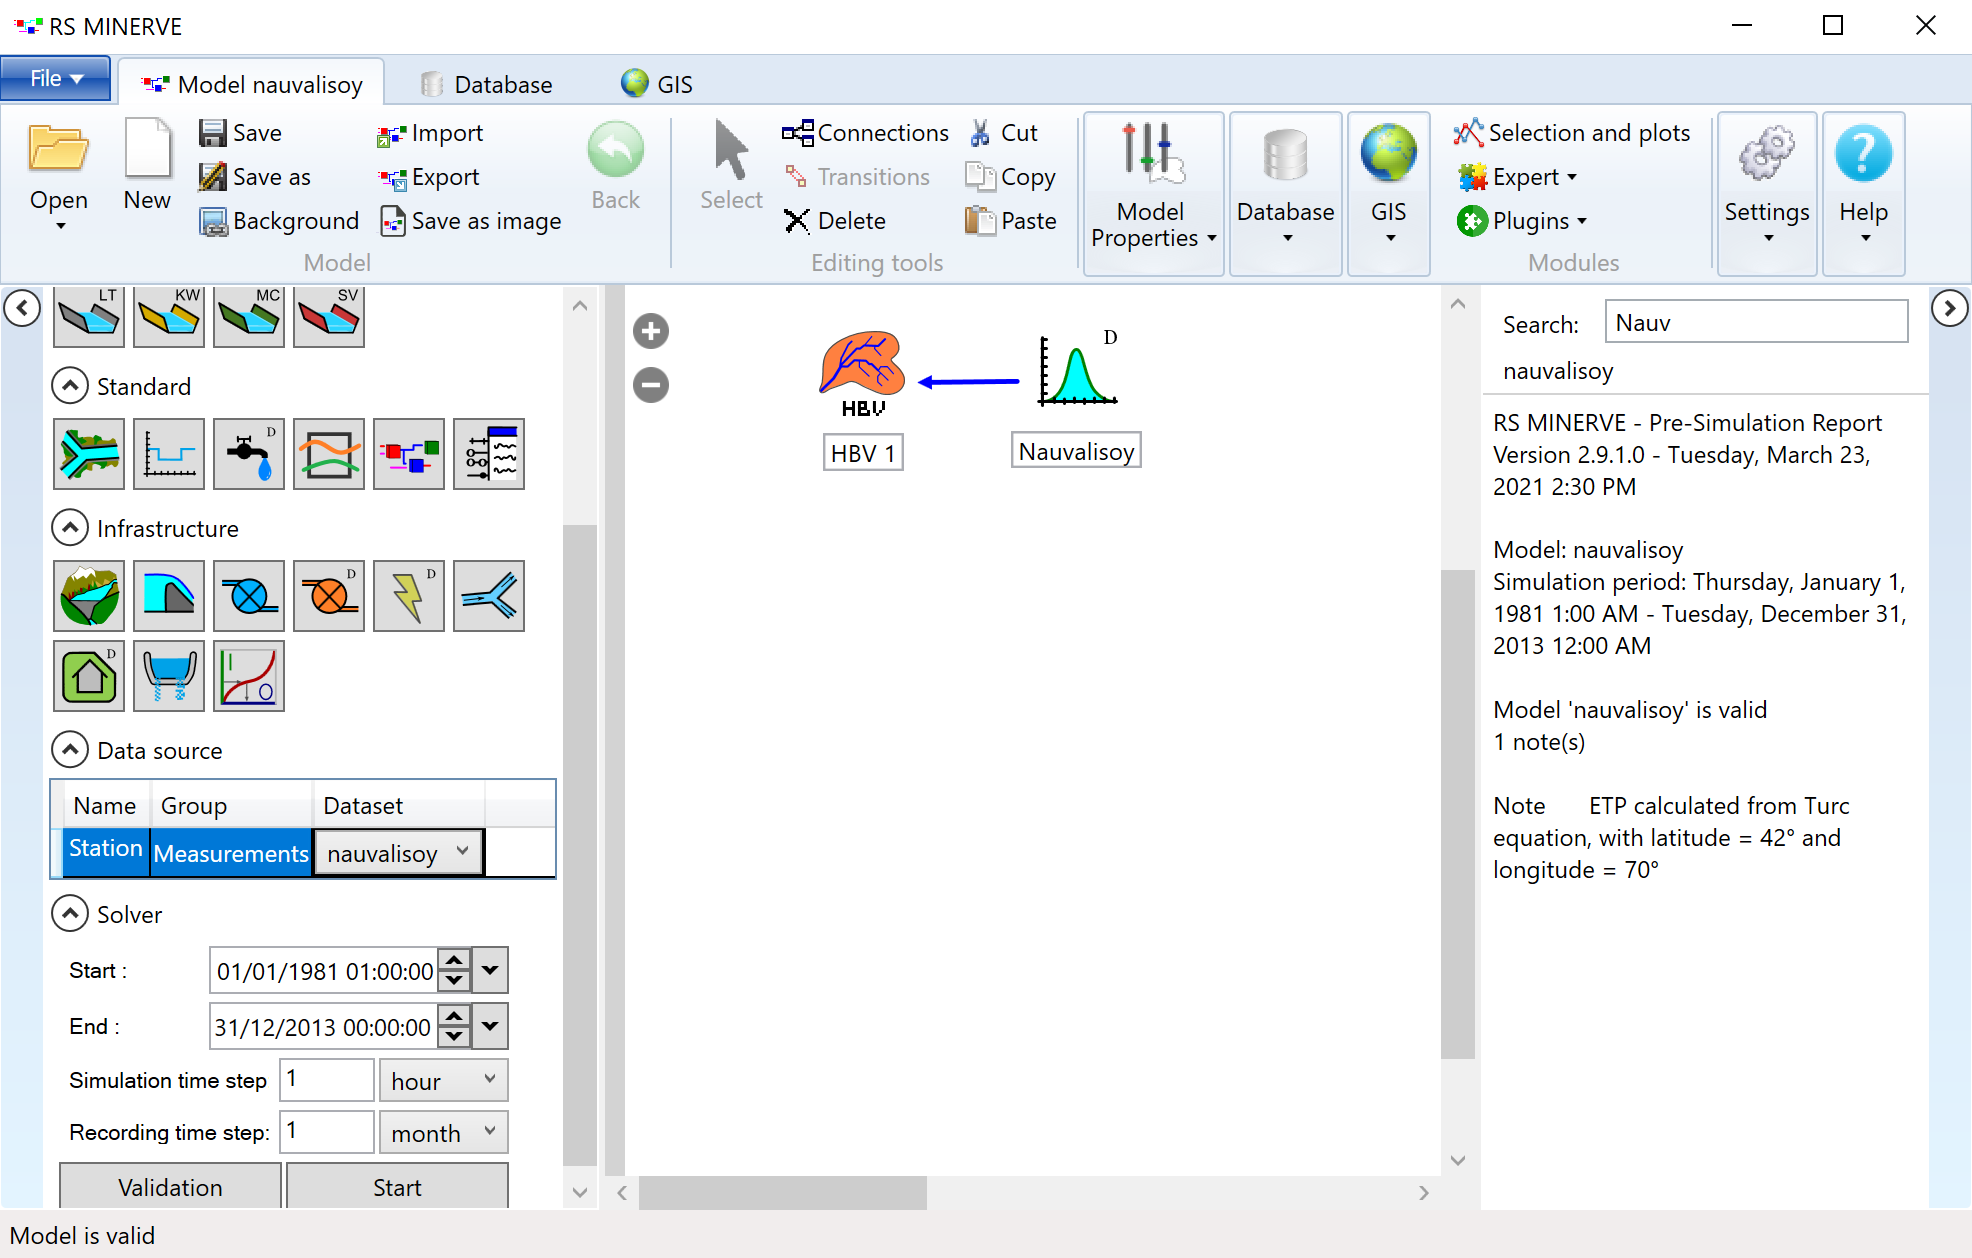 RS MINERVE
File
Model nauvalisoy
Database
GIS
Open
New
Save
Save as
Background
Import
Export
Save as image
Model
Back
Select
Connections
Transitions
Delete
Cut
Copy
Paste
Editing tools
Model
Properties
Database
GIS
Selection and plots
Expert
Plugins
Modules
Settings
Help
LT
KW
MC
SV
Standard
D
Infrastructure
D
D
D
I
O
Data source
Name Group Dataset
Station Measurements nauvalisoy
Solver
Start : 01/01/1981 01:00:00
End : 31/12/2013 00:00:00
Simulation time step 1 hour
Recording time step: 1 month
Validation Start
Model is valid
D
HBV
HBV 1
Nauvalisoy
Search: Nauv
nauvalisoy
RS MINERVE - Pre-Simulation Report
Version 2.9.1.0 - Tuesday, March 23,
2021 2:30 PM
Model: nauvalisoy
Simulation period: Thursday, January 1,
1981 1:00 AM - Tuesday, December 31,
2013 12:00 AM
Model 'nauvalisoy' is valid
1 note(s)
Note ETP calculated from Turc
equation, with latitude = 42° and
longitude = 70°